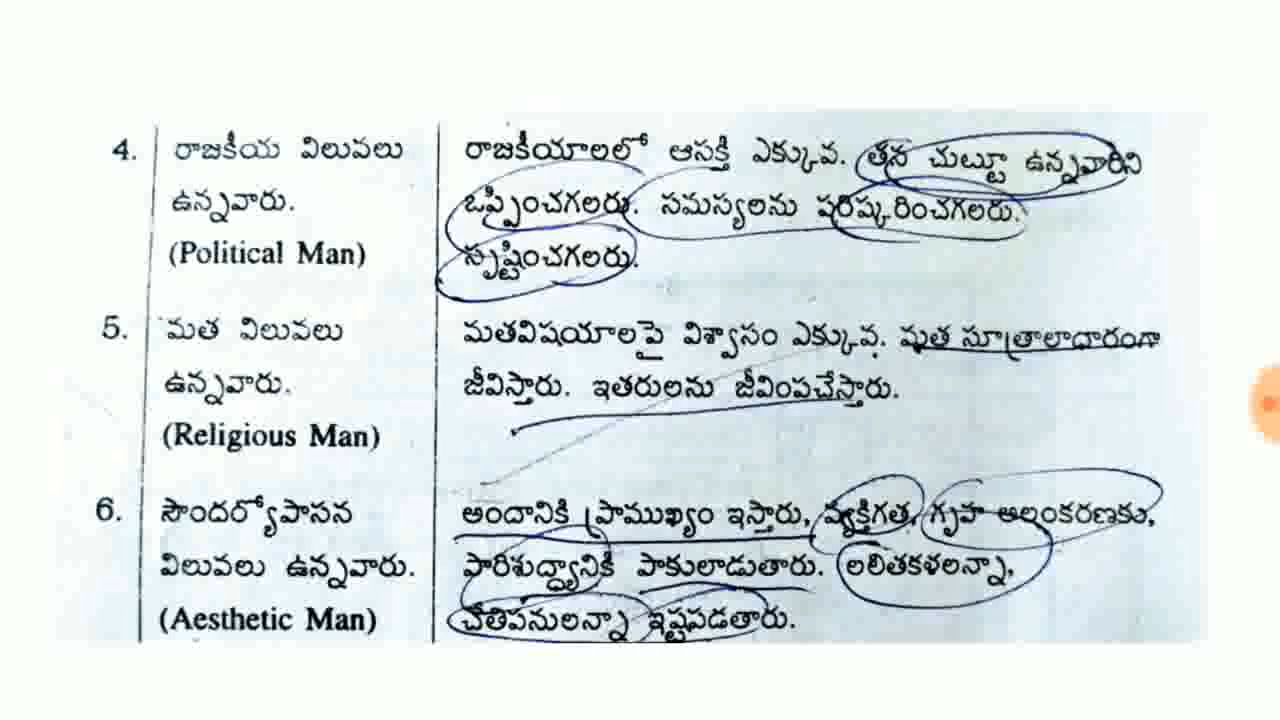 4. రాజకీయ విలువలు రాజకీయాలలో ఆసక్తి ఎక్కువ. తన చుట్టూ ఉన్నవారిని
ఉన్నవారు. ఒప్పించగలరు. సమస్యలను పరిష్కరించగలరు.
(Political Man) సృష్టించగలరు.
5. మత విలువలు మతవిషయాలపై విశ్వాసం ఎక్కువ. మత సూత్రాలాదారంగా
ఉన్నవారు. జీవిస్తారు. ఇతరులను జీవింపచేస్తారు.
(Religious Man)
6. సౌందర్యోపాసన అందానికి ప్రాముఖ్యం ఇస్తారు, వ్యక్తిగత, గృహ అలంకరణకు,
విలువలు ఉన్నవారు. పారిశుద్ధ్యానికి పాకులాడుతారు. లలితకళలన్నా,
(Aesthetic Man) చేతిపనులన్నా ఇష్టపడతారు.